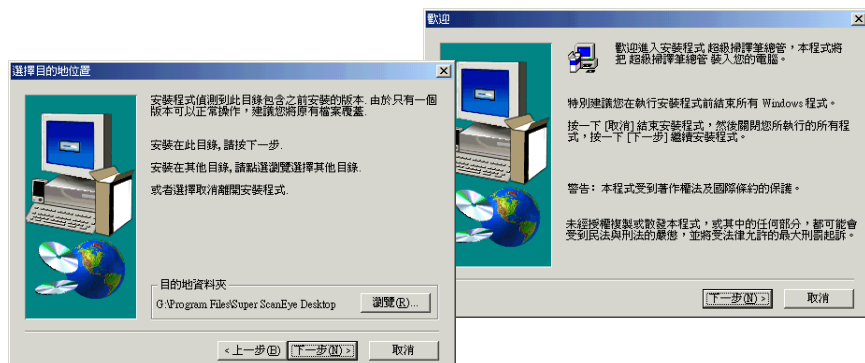 選擇目的地位置
安裝程式偵測到此目錄包含之前安裝的版本. 由於只有一個
版本可以正常操作，建議您將原有檔案覆蓋.
安裝在此目錄, 請按下一步.
安裝在其他目錄, 請點選瀏覽選擇其他目錄.
或者選擇取消離開安裝程式.
目的地資料夾
G:\Program Files\Super ScanEye Desktop
瀏覽(R)...
<上一步(B)
下一步(N)>
取消
歡迎
歡迎進入安裝程式 超級掃譯筆總管，本程式將
把 超級掃譯筆總管 裝入您的電腦。
特別建議您在執行安裝程式前結束所有 Windows 程式。
按一下 [取消] 結束安裝程式，然後關閉您所執行的所有程
式，按一下 [下一步] 繼續安裝程式。
警告：本程式受到著作權法及國際條約的保護。
未經授權複製或散發本程式，或其中的任何部分，都可能會
受到民法與刑法的嚴懲，並將受法律允許的最大刑罰起訴。
下一步(N)>
取消